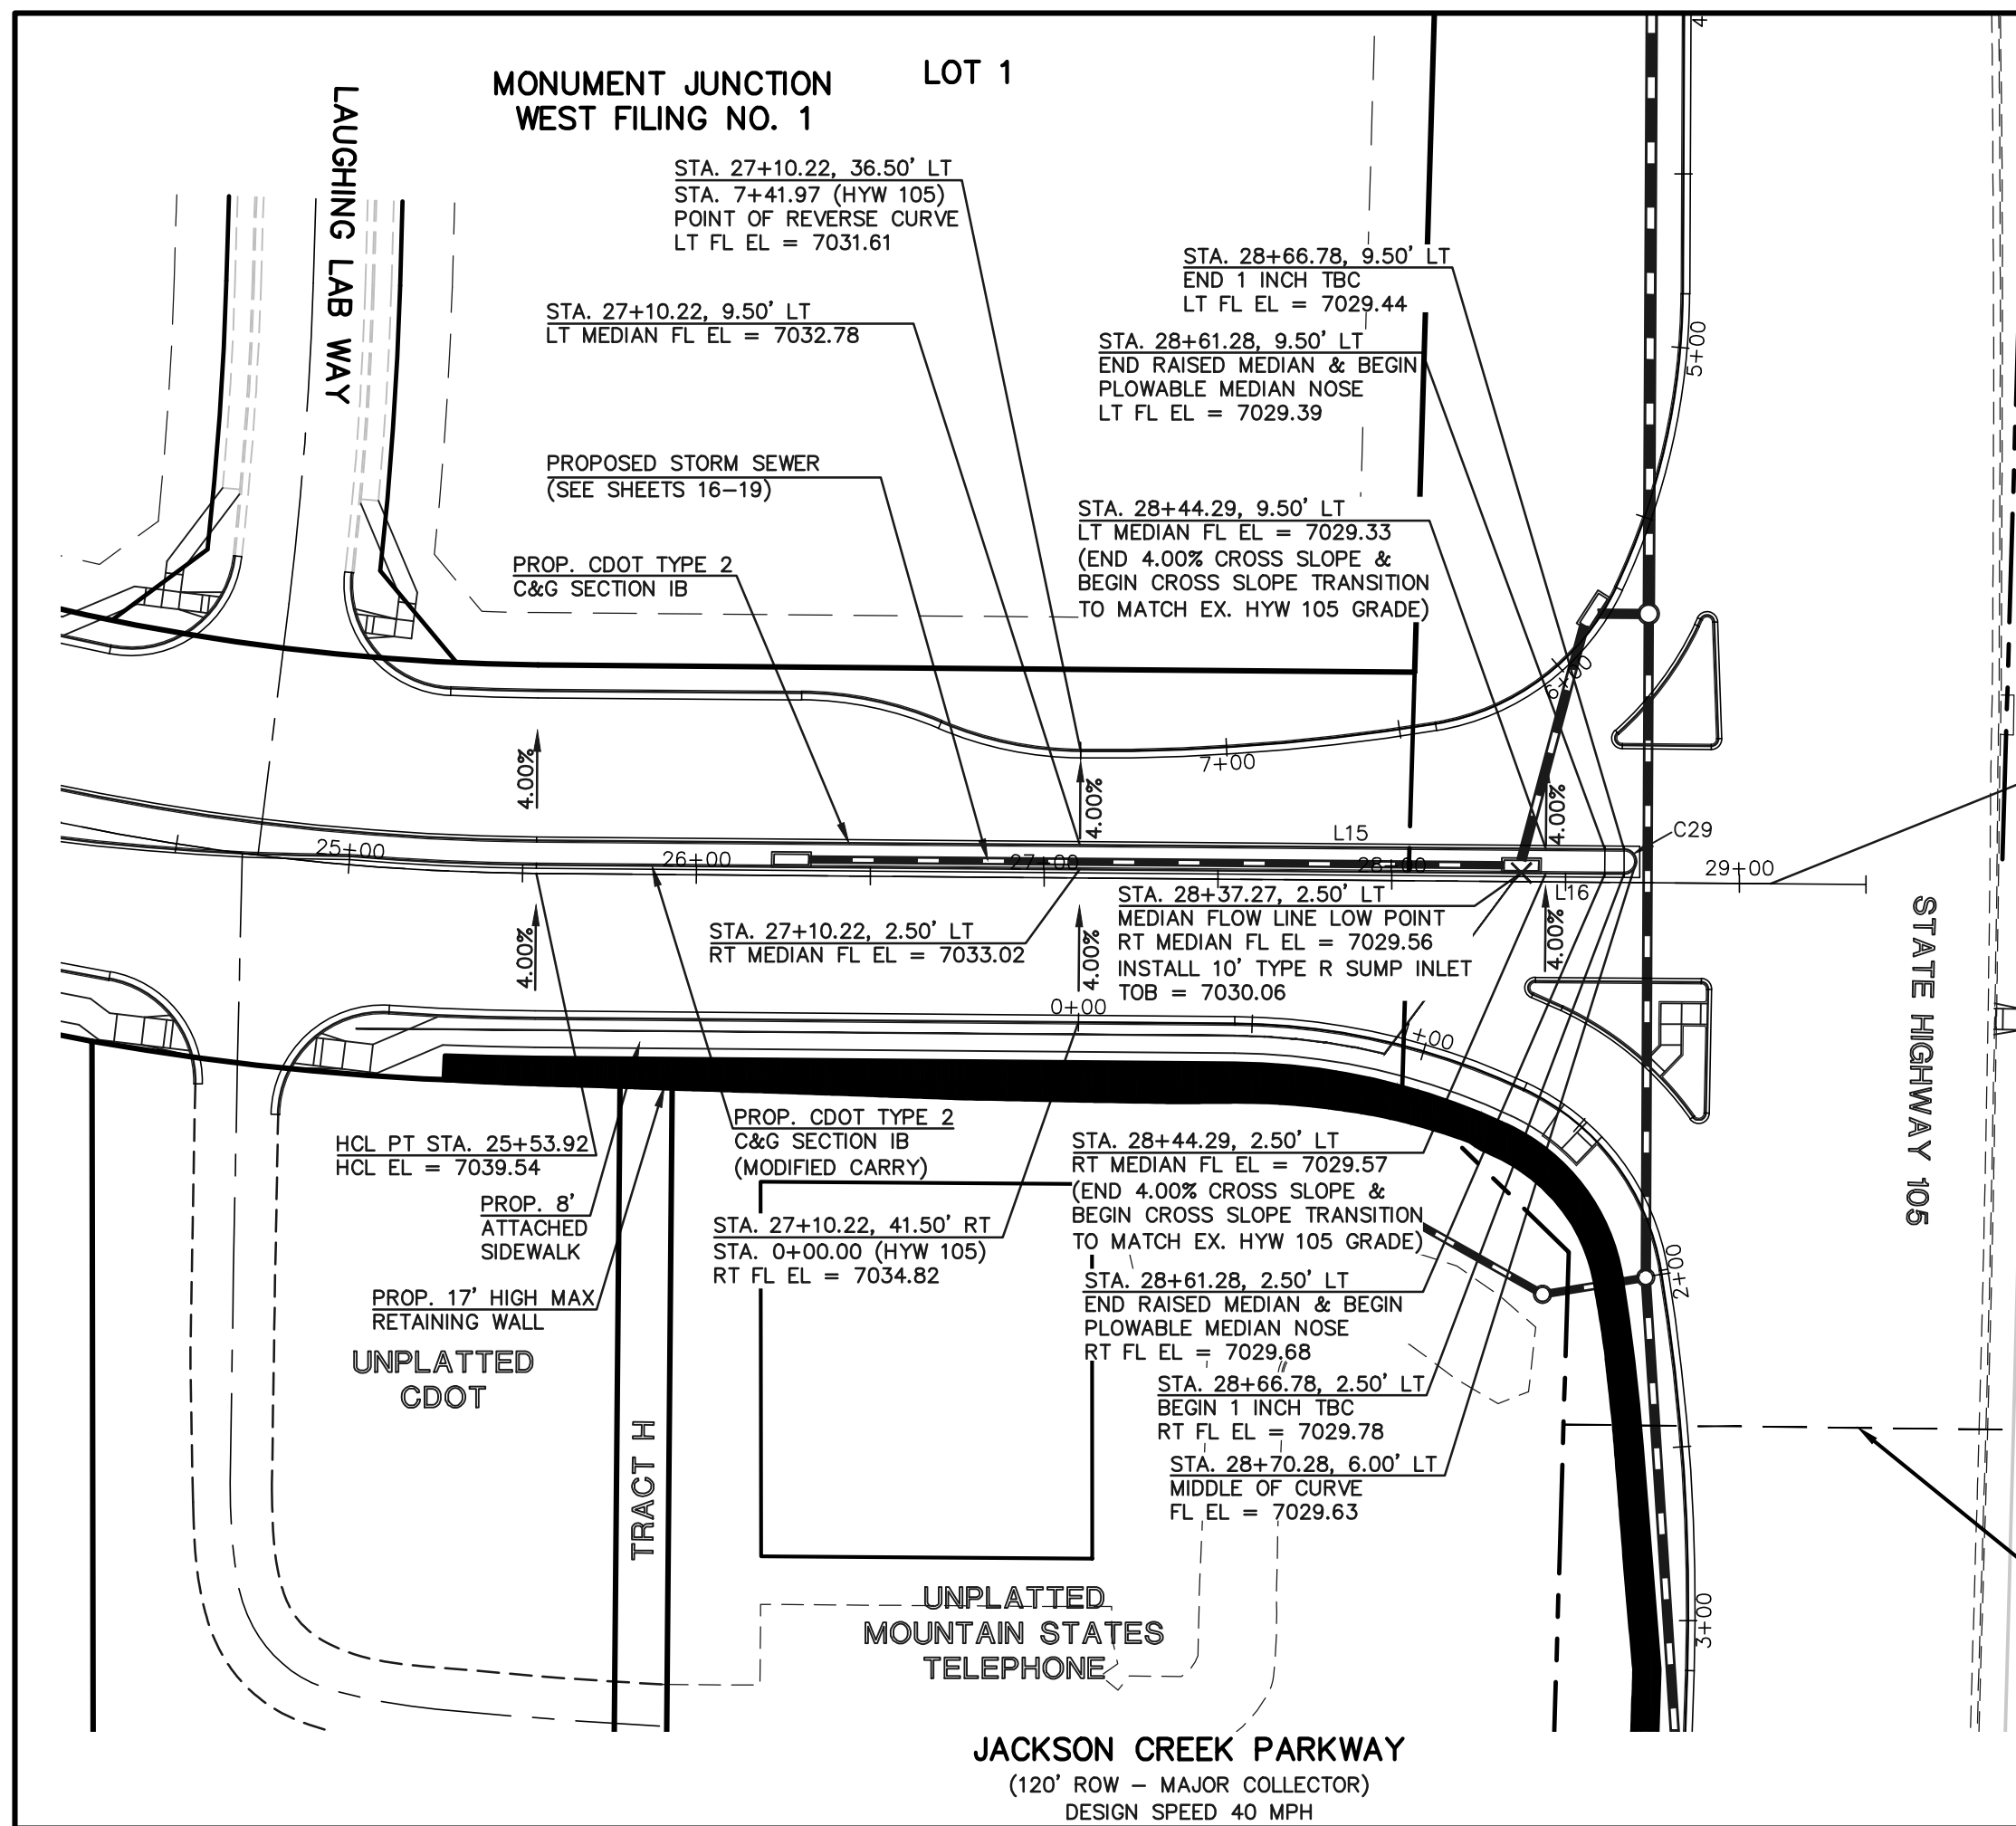 MONUMENT JUNCTION
WEST FILING NO. 1
LOT 1
LAUGHING LAB WAY
STA. 27+10.22, 36.50' LT
STA. 7+41.97 (HYW 105)
POINT OF REVERSE CURVE
LT FL EL = 7031.61
STA. 28+66.78, 9.50' LT
END 1 INCH TBC
LT FL EL = 7029.44
STA. 27+10.22, 9.50' LT
LT MEDIAN FL EL = 7032.78
STA. 28+61.28, 9.50' LT
END RAISED MEDIAN & BEGIN
PLOWABLE MEDIAN NOSE
LT FL EL = 7029.39
5+00
PROPOSED STORM SEWER
(SEE SHEETS 16-19)
STA. 28+44.29, 9.50' LT
LT MEDIAN FL EL = 7029.33
(END 4.00% CROSS SLOPE &
BEGIN CROSS SLOPE TRANSITION
TO MATCH EX. HYW 105 GRADE)
PROP. CDOT TYPE 2
C&G SECTION IB
6+00
7+00
4.00%
4.00%
4.00%
L15
C29
25+00
26+00
27+00
28+00
29+00
L16
STA. 28+37.27, 2.50' LT
MEDIAN FLOW LINE LOW POINT
RT MEDIAN FL EL = 7029.56
INSTALL 10' TYPE R SUMP INLET
TOB = 7030.06
STA. 27+10.22, 2.50' LT
RT MEDIAN FL EL = 7033.02
4.00%
4.00%
4.00%
STATE HIGHWAY 105
0+00
1+00
HCL PT STA. 25+53.92
HCL EL = 7039.54
PROP. CDOT TYPE 2
C&G SECTION IB
(MODIFIED CARRY)
STA. 28+44.29, 2.50' LT
RT MEDIAN FL EL = 7029.57
(END 4.00% CROSS SLOPE &
BEGIN CROSS SLOPE TRANSITION
TO MATCH EX. HYW 105 GRADE)
PROP. 8'
ATTACHED
SIDEWALK
STA. 27+10.22, 41.50' RT
STA. 0+00.00 (HYW 105)
RT FL EL = 7034.82
2+00
STA. 28+61.28, 2.50' LT
END RAISED MEDIAN & BEGIN
PLOWABLE MEDIAN NOSE
RT FL EL = 7029.68
PROP. 17' HIGH MAX
RETAINING WALL
UNPLATTED
CDOT
STA. 28+66.78, 2.50' LT
BEGIN 1 INCH TBC
RT FL EL = 7029.78
TRACT H
STA. 28+70.28, 6.00' LT
MIDDLE OF CURVE
FL EL = 7029.63
3+00
UNPLATTED
MOUNTAIN STATES
TELEPHONE
JACKSON CREEK PARKWAY
(120' ROW - MAJOR COLLECTOR)
DESIGN SPEED 40 MPH